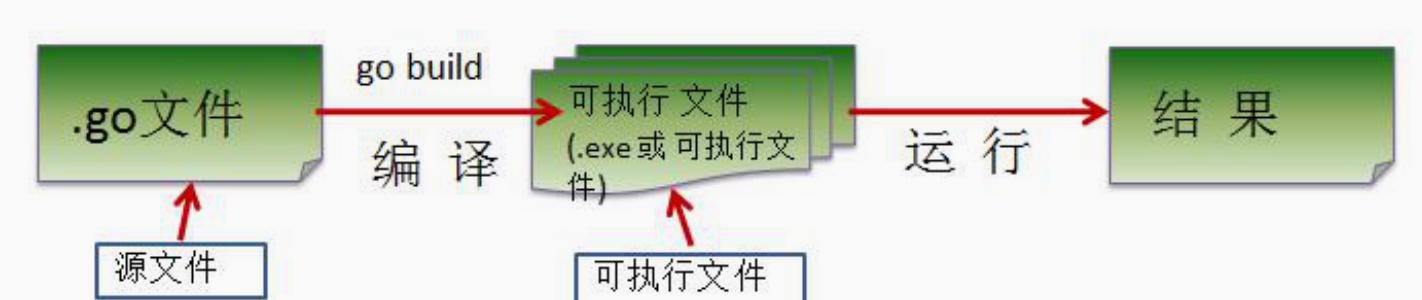 .go文件
go build
编 译
可执行 文件
(.exe或 可执行文
件)
运 行
结 果
源文件
可执行文件